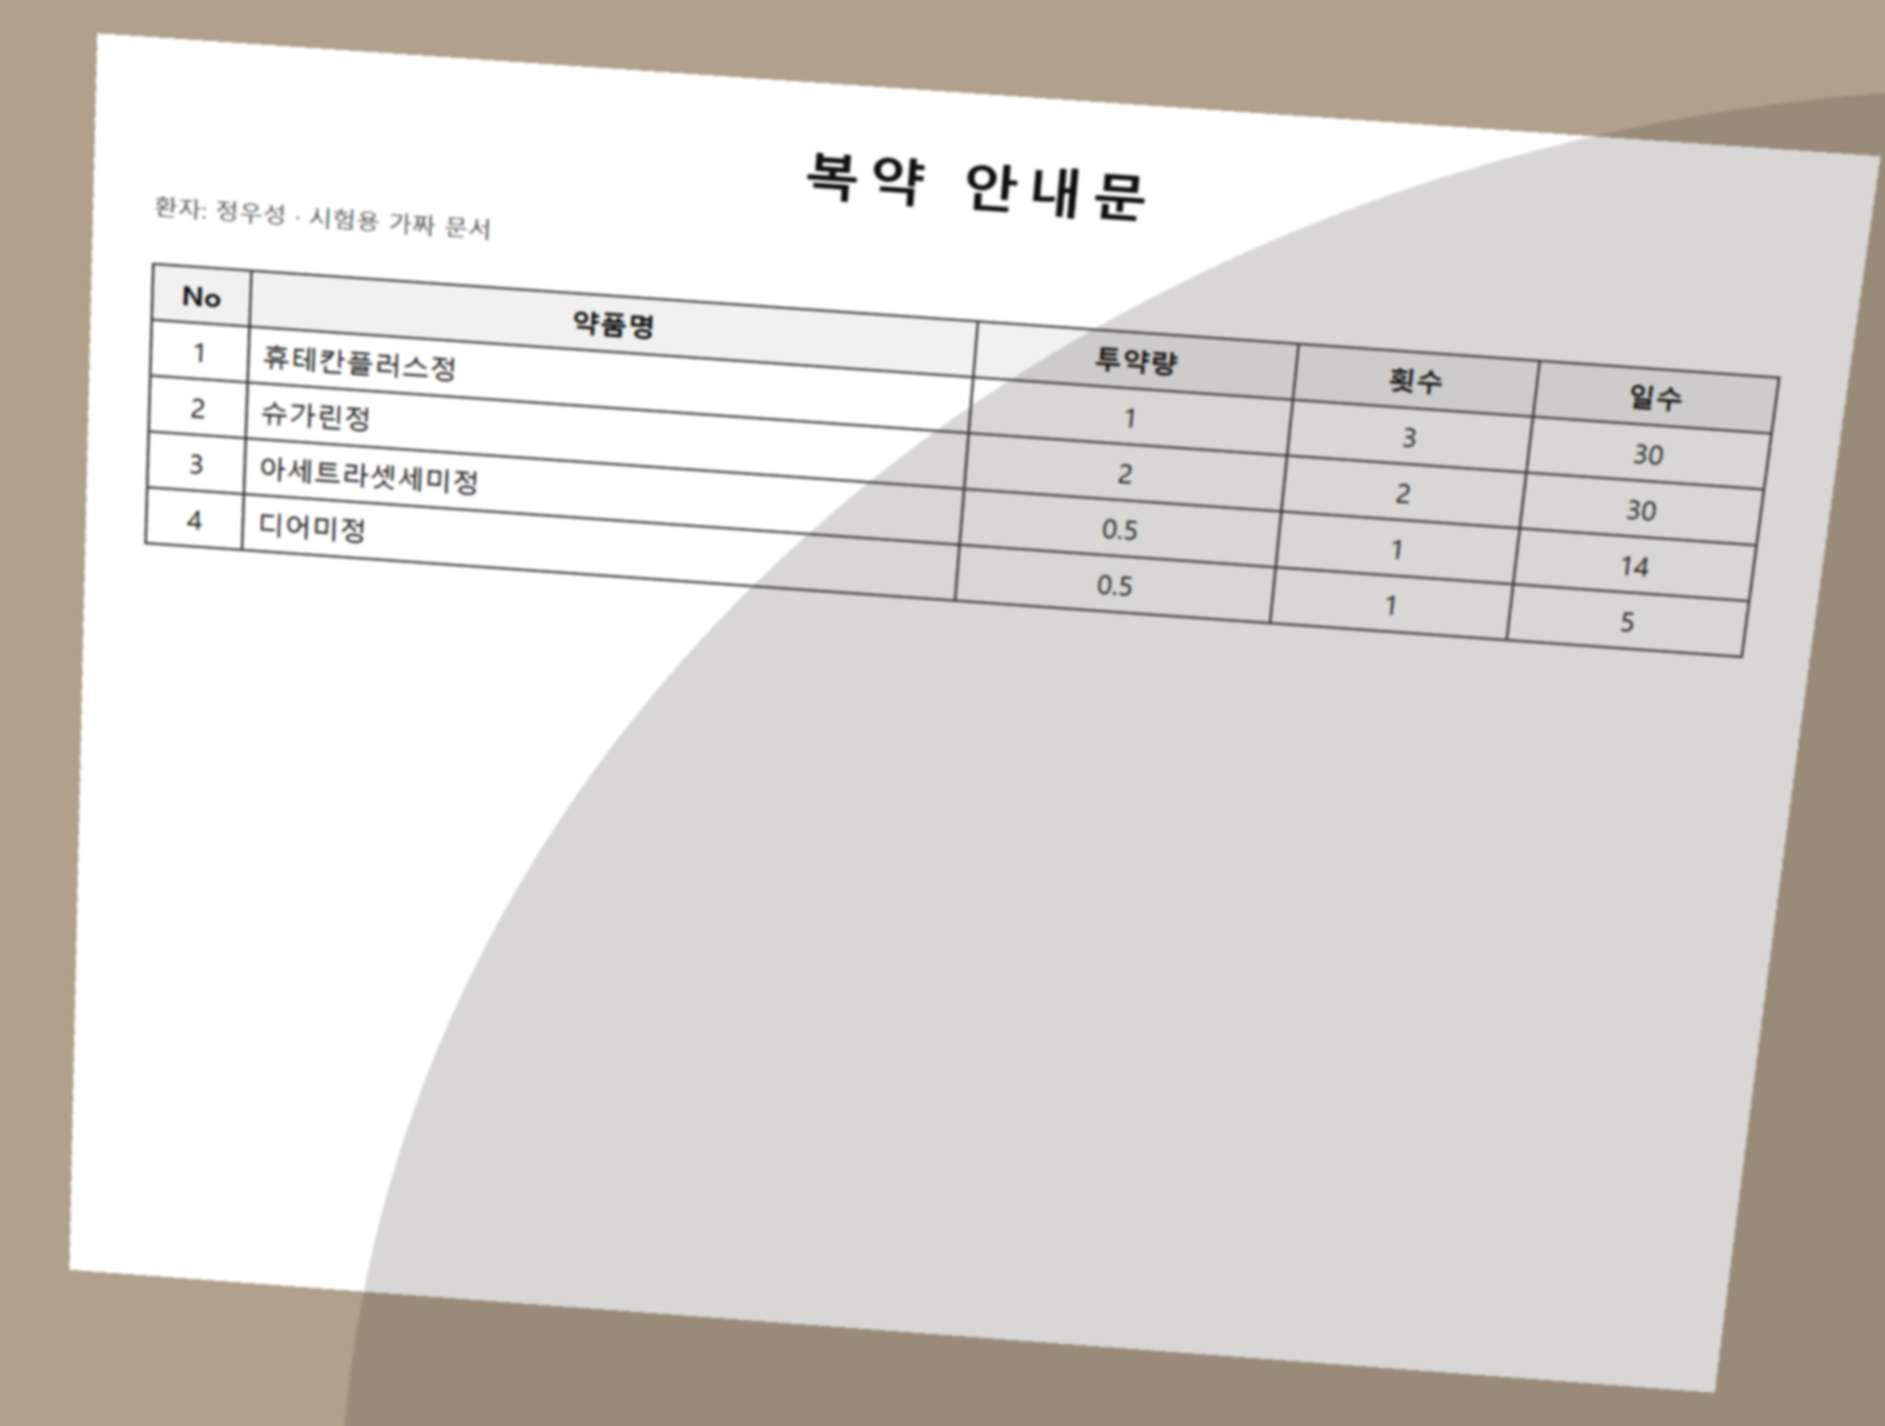 복약 안내문
환자: 정우성 · 시험용 가짜 문서
No 약품명 투약량 횟수 일수
1 휴테칸플러스정 1 3 30
2 슈가린정 2 2 30
3 아세트라셋세미정 0.5 1 14
4 디어미정 0.5 1 5